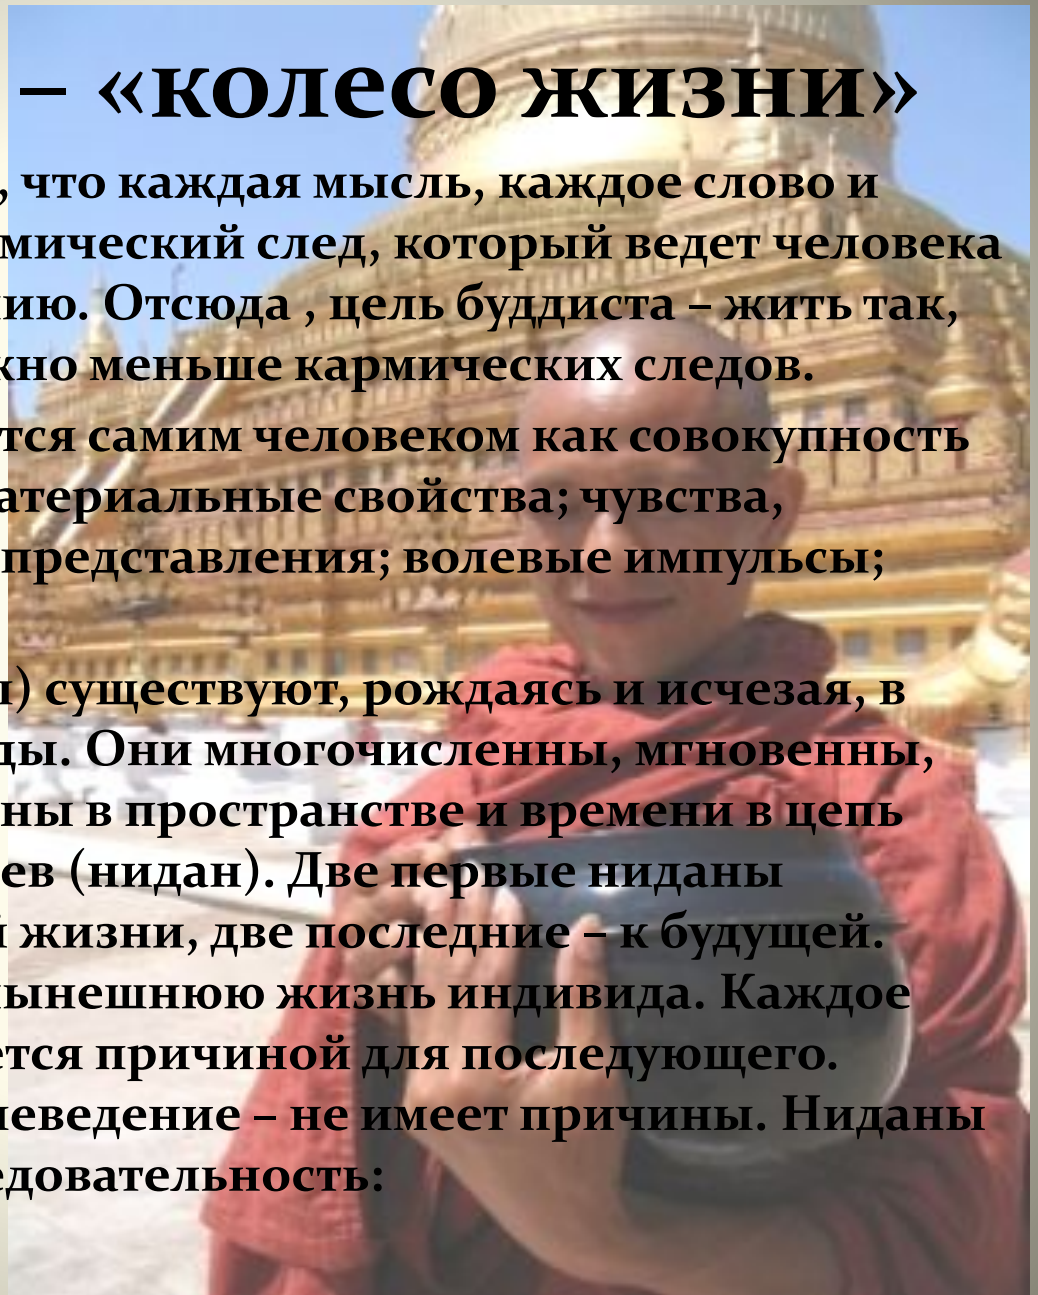 – «колесо жизни»
, что каждая мысль, каждое слово и
мический след, который ведет человека
ию. Отсюда , цель буддиста – жить так,
жно меньше кармических следов.
тся самим человеком как совокупность
атериальные свойства; чувства,
представления; волевые импульсы;
) существуют, рождаясь и исчезая, в
ды. Они многочисленны, мгновенны,
ны в пространстве и времени в цепь
ев (нидан). Две первые ниданы
й жизни, две последние – к будущей.
нынешнюю жизнь индивида. Каждое
ется причиной для последующего.
неведение – не имеет причины. Ниданы
едовательность: